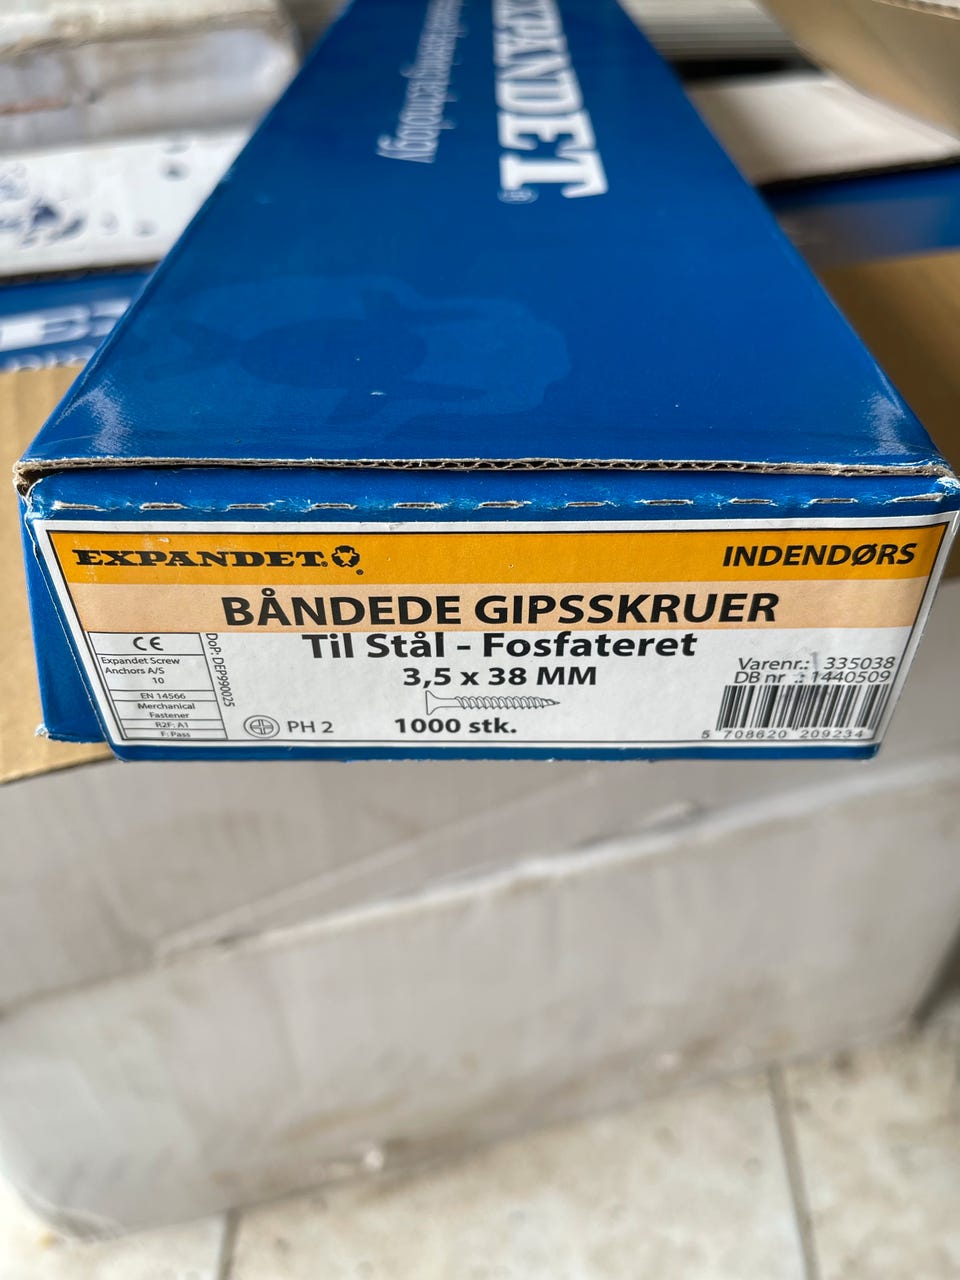 EXPANDET®
technology
EXPANDET®
INDENDØRS
BÅNDEDE GIPSSKRUER
Til Stål - Fosfateret
3,5 x 38 MM
1000 stk.
PH 2
CE
Expandet Screw
Anchors A/S
10
EN 14566
Merchanical
Fastener
R2F: A1
F: Pass
DoP: DEP990025
Varenr.: 335038
DB nr .: 1440509
5 708620 209234